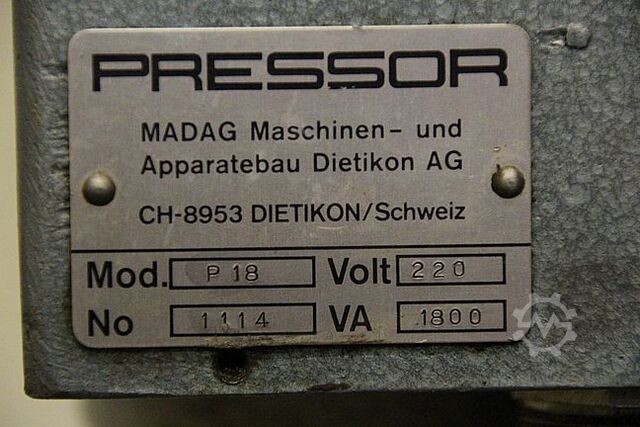 PRESSOR
MADAG Maschinen- und
Apparatebau Dietikon AG
CH-8953 DIETIKON/Schweiz
Mod. P 18 Volt 220
No 1114 VA 1800